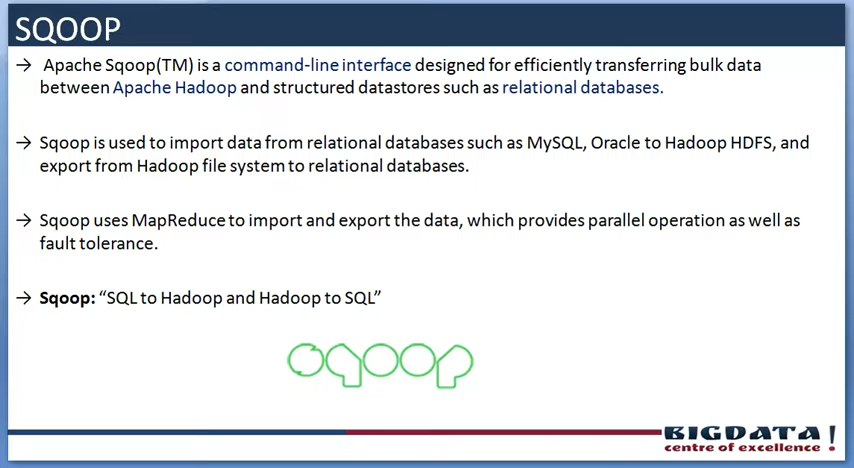 SQOOP
→ Apache Sqoop(TM) is a command-line interface designed for efficiently transferring bulk data
between Apache Hadoop and structured datastores such as relational databases.
→ Sqoop is used to import data from relational databases such as MySQL, Oracle to Hadoop HDFS, and
export from Hadoop file system to relational databases.
→ Sqoop uses MapReduce to import and export the data, which provides parallel operation as well as
fault tolerance.
→ Sqoop: “SQL to Hadoop and Hadoop to SQL”
sqoop
BIGDATA!
centre of excellence